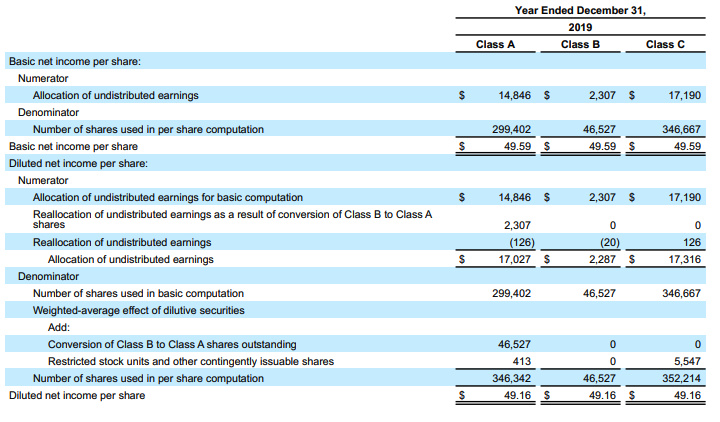 Year Ended December 31,
2019
Class A Class B Class C
Basic net income per share:
Numerator
Allocation of undistributed earnings $ 14,846 $ 2,307 $ 17,190
Denominator
Number of shares used in per share computation 299,402 46,527 346,667
Basic net income per share $ 49.59 $ 49.59 $ 49.59
Diluted net income per share:
Numerator
Allocation of undistributed earnings for basic computation $ 14,846 $ 2,307 $ 17,190
Reallocation of undistributed earnings as a result of conversion of Class B to Class A
shares 2,307 0 0
Reallocation of undistributed earnings (126) (20) 126
Allocation of undistributed earnings $ 17,027 $ 2,287 $ 17,316
Denominator
Number of shares used in basic computation 299,402 46,527 346,667
Weighted-average effect of dilutive securities
Add:
Conversion of Class B to Class A shares outstanding 46,527 0 0
Restricted stock units and other contingently issuable shares 413 0 5,547
Number of shares used in per share computation 346,342 46,527 352,214
Diluted net income per share $ 49.16 $ 49.16 $ 49.16